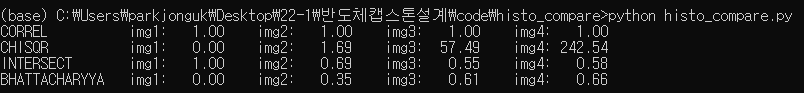 (base) C:\Users\parkjonguk\Desktop\22-1\반도체캡스톤설계\code\histo_compare>python histo_compare.py
CORREL img1: 1.00 img2: 1.00 img3: 1.00 img4: 1.00
CHISQR img1: 0.00 img2: 1.69 img3: 57.49 img4: 242.54
INTERSECT img1: 1.00 img2: 0.69 img3: 0.55 img4: 0.58
BHATTACHARYYA img1: 0.00 img2: 0.35 img3: 0.61 img4: 0.66